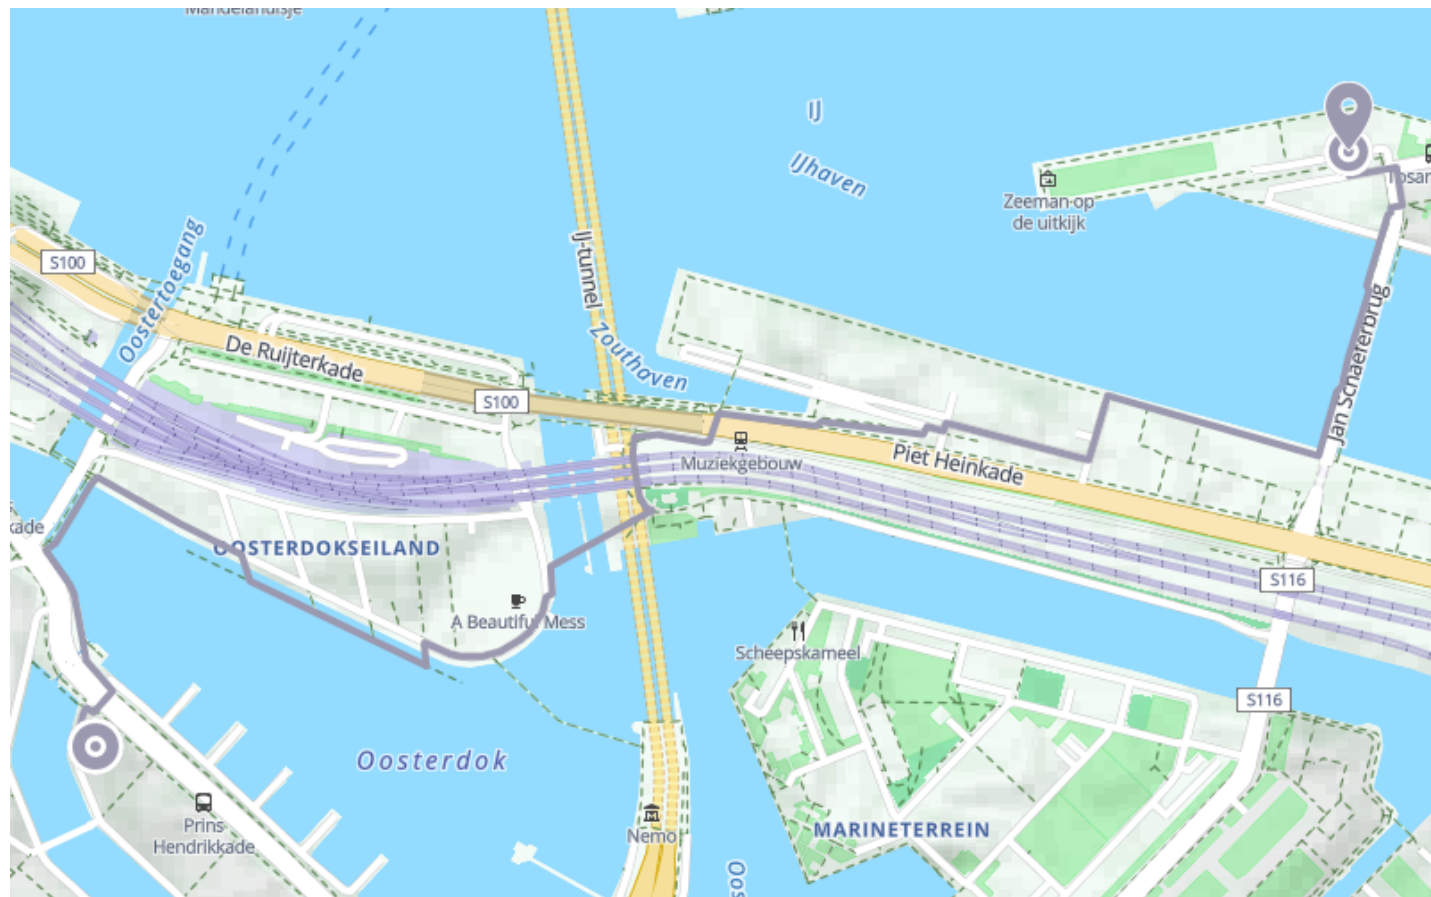 IJ
IJhaven
Zeeman op
de uitkijk
Oostertoegang
S100
IJ-tunnel
De Ruijterkade
Zouthaven
S100
Jan Schaeferbrug
Muziekgebouw
Piet Heinkade
OOSTERDOKSEILAND
S116
A Beautiful Mess
Scheepskameel
S116
Oosterdok
Prins
Hendrikkade
Nemo
MARINETERREIN